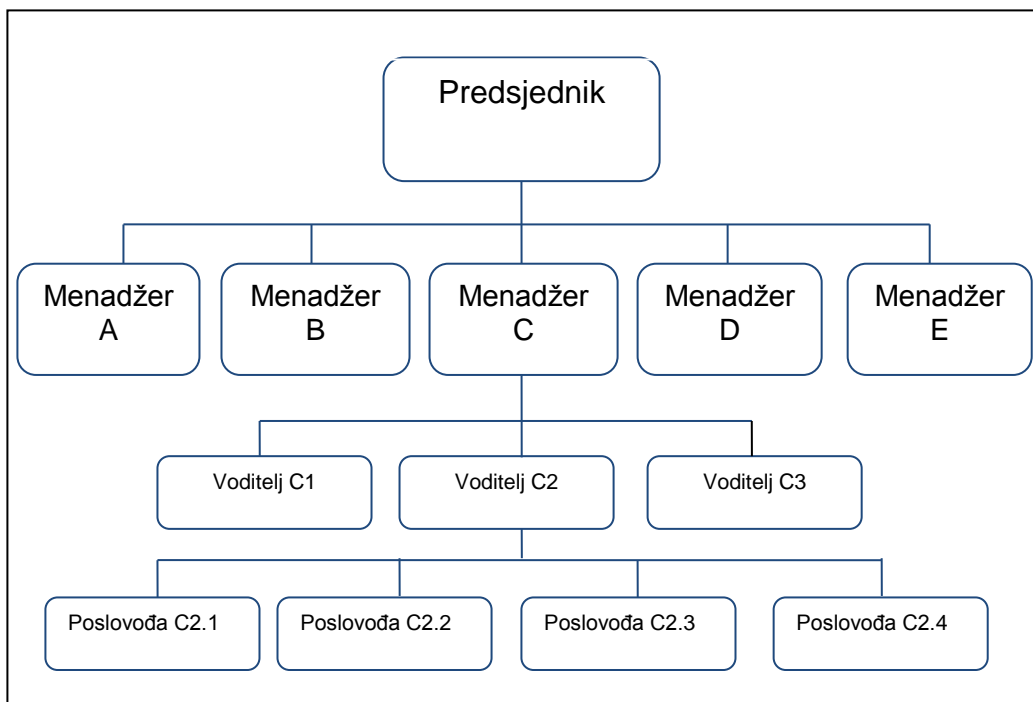 Predsjednik
Menadžer
A
Menadžer
B
Menadžer
C
Menadžer
D
Menadžer
E
Voditelj C1
Voditelj C2
Voditelj C3
Poslovođa C2.1
Poslovođa C2.2
Poslovođa C2.3
Poslovođa C2.4